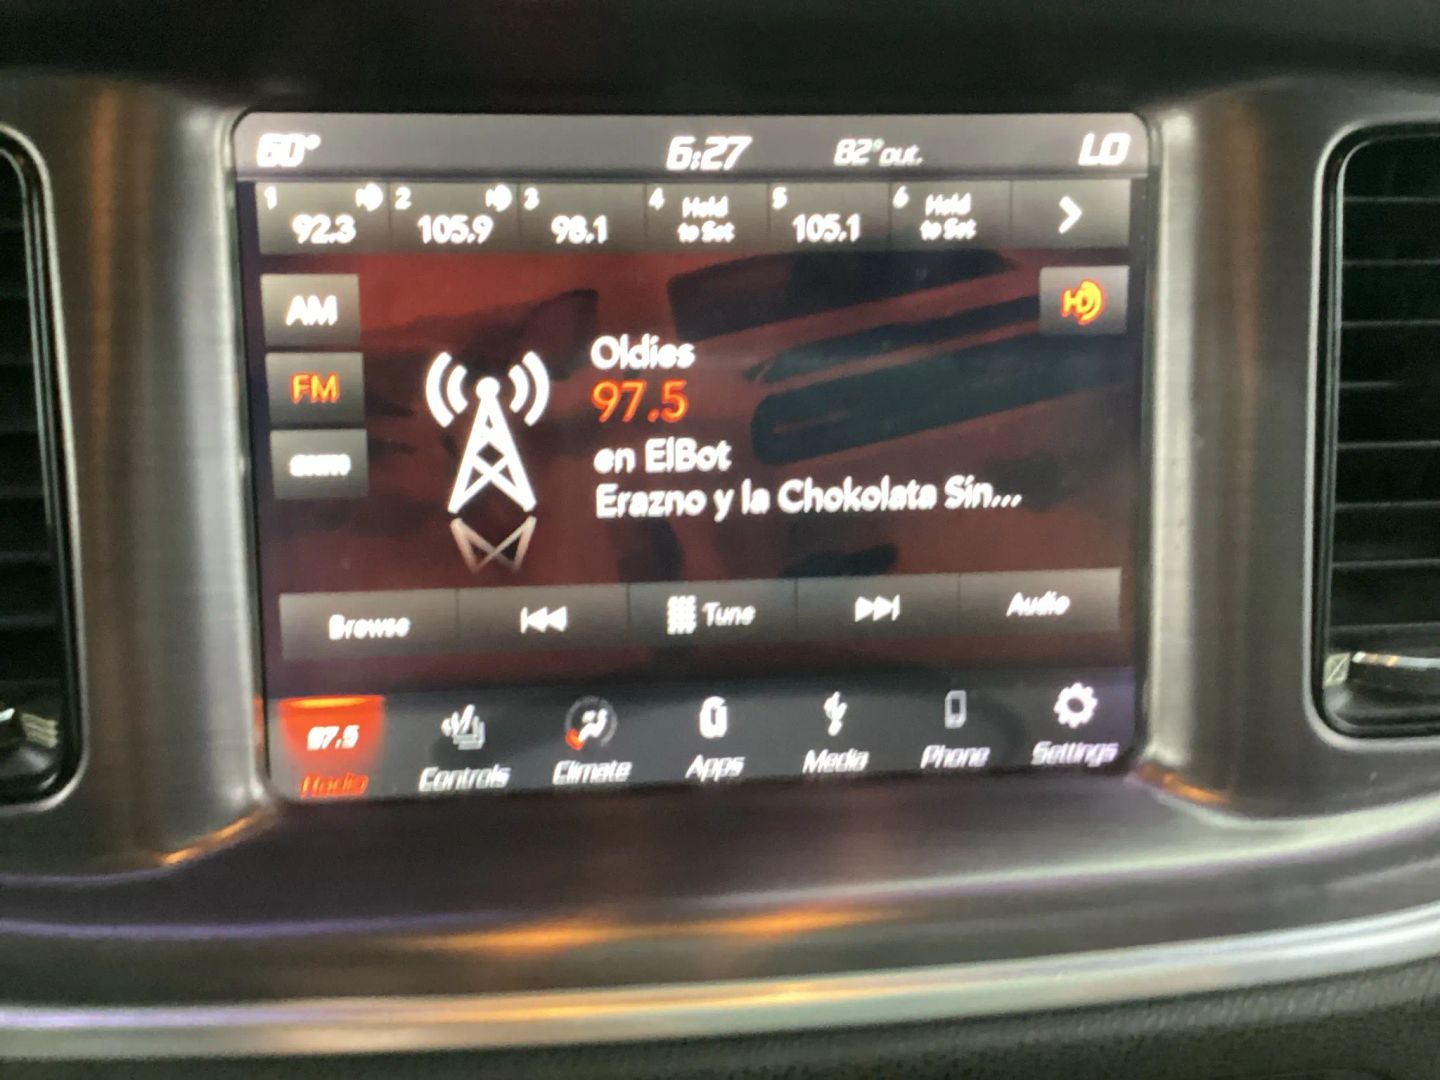 60° 6:27 82°out. LO
1 92.3 2 105.9 3 98.1 4 Hold to Set 5 105.1 6 Hold to Set
AM
HD
FM
Oldies
97.5
en ElBot
Erazno y la Chokolata Sin...
Browse Tune Audio
97.5
Radio Controls Climate Apps Media Phone Settings